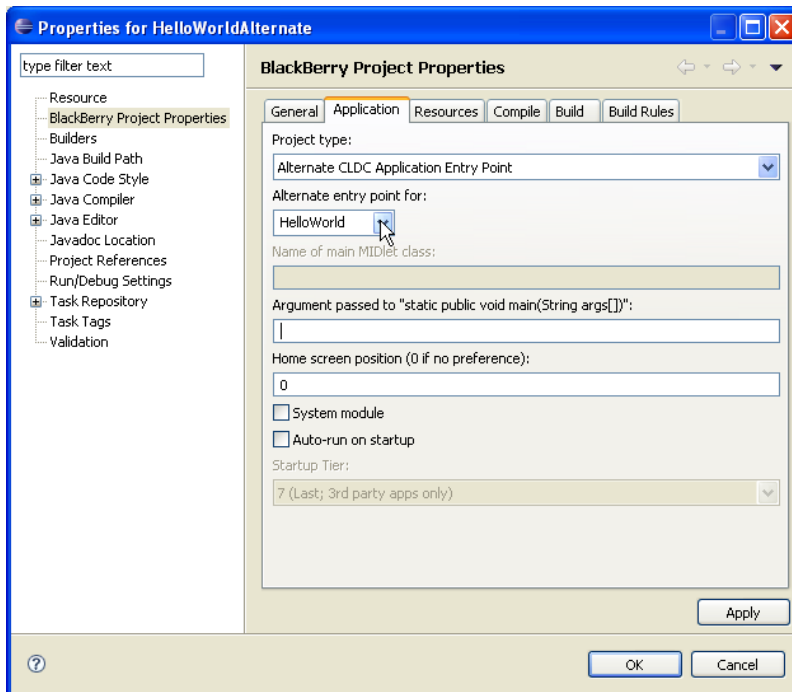 Properties for HelloWorldAlternate
type filter text
Resource
BlackBerry Project Properties
Builders
Java Build Path
Java Code Style
Java Compiler
Java Editor
Javadoc Location
Project References
Run/Debug Settings
Task Repository
Task Tags
Validation
BlackBerry Project Properties
General Application Resources Compile Build Build Rules
Project type:
Alternate CLDC Application Entry Point
Alternate entry point for:
HelloWorld
Name of main MIDlet class:
Argument passed to "static public void main(String args[])":
Home screen position (0 if no preference):
0
System module
Auto-run on startup
Startup Tier:
7 (Last; 3rd party apps only)
Apply
? OK Cancel